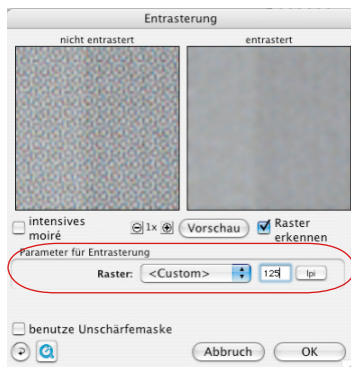 Entrasterung
nicht entrastert entrastert
intensives moiré 1x Vorschau Raster erkennen
Parameter für Entrasterung
Raster: <Custom> 125 lpi
benutze Unschärfemaske
Abbruch OK